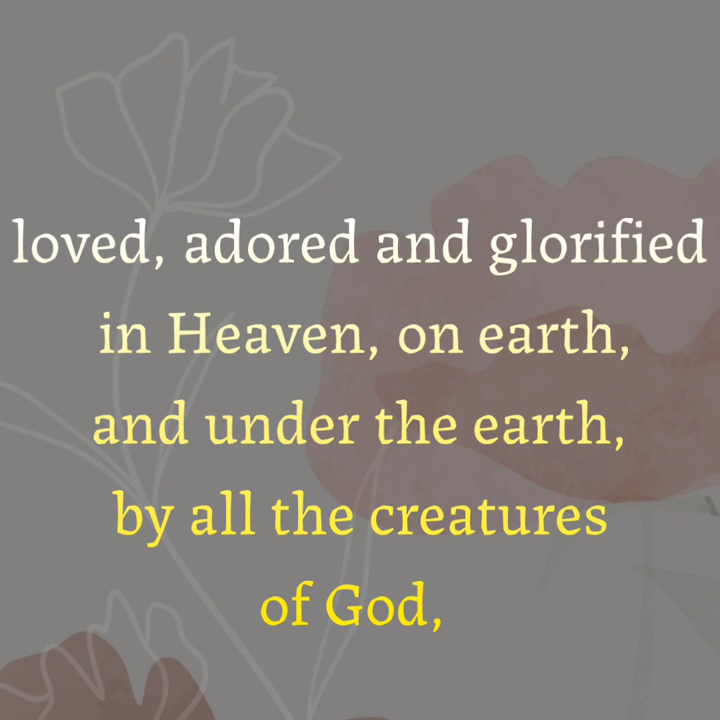 loved, adored and glorified
in Heaven, on earth,
and under the earth,
by all the creatures
of God,